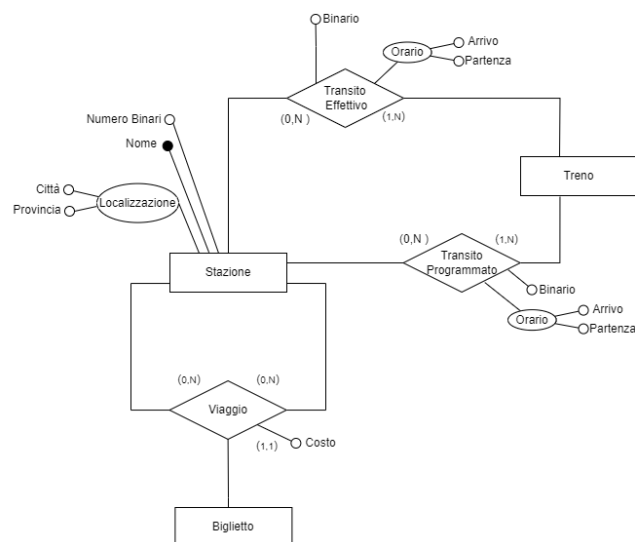 Binario
Orario
Arrivo
Partenza
Transito
Effettivo
(0,N)
(1,N)
Numero Binari
Nome
Città
Provincia
Localizzazione
Treno
(0,N)
(1,N)
Transito
Programmato
Stazione
Binario
Orario
Arrivo
Partenza
(0,N)
(0,N)
Viaggio
(1,1)
Costo
Biglietto